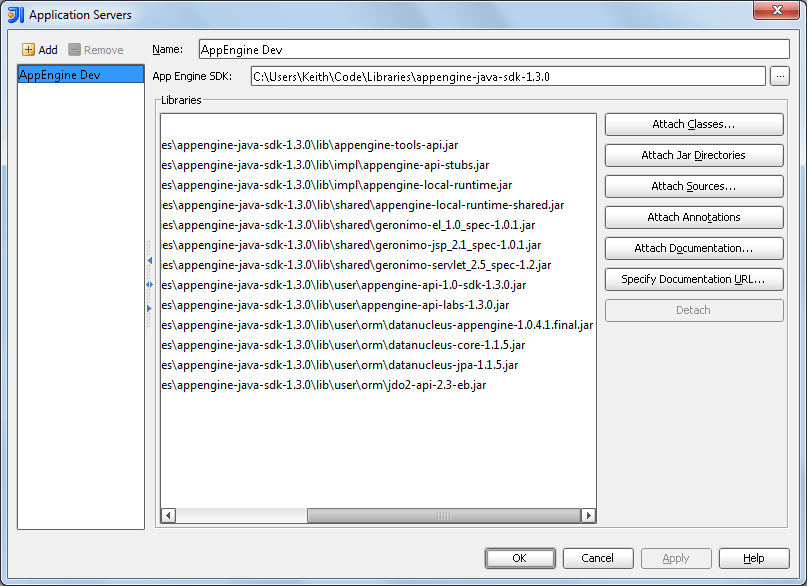 Application Servers
Add Remove
Name: AppEngine Dev
AppEngine Dev
App Engine SDK: C:\Users\Keith\Code\Libraries\appengine-java-sdk-1.3.0 ...
Libraries
es\appengine-java-sdk-1.3.0\lib\appengine-tools-api.jar
es\appengine-java-sdk-1.3.0\lib\impl\appengine-api-stubs.jar
es\appengine-java-sdk-1.3.0\lib\impl\appengine-local-runtime.jar
es\appengine-java-sdk-1.3.0\lib\shared\appengine-local-runtime-shared.jar
es\appengine-java-sdk-1.3.0\lib\shared\geronimo-el_1.0_spec-1.0.1.jar
es\appengine-java-sdk-1.3.0\lib\shared\geronimo-jsp_2.1_spec-1.0.1.jar
es\appengine-java-sdk-1.3.0\lib\shared\geronimo-servlet_2.5_spec-1.2.jar
es\appengine-java-sdk-1.3.0\lib\user\appengine-api-1.0-sdk-1.3.0.jar
es\appengine-java-sdk-1.3.0\lib\user\appengine-api-labs-1.3.0.jar
es\appengine-java-sdk-1.3.0\lib\user\orm\datanucleus-appengine-1.0.4.1.final.jar
es\appengine-java-sdk-1.3.0\lib\user\orm\datanucleus-core-1.1.5.jar
es\appengine-java-sdk-1.3.0\lib\user\orm\datanucleus-jpa-1.1.5.jar
es\appengine-java-sdk-1.3.0\lib\user\orm\jdo2-api-2.3-eb.jar
Attach Classes...
Attach Jar Directories
Attach Sources...
Attach Annotations
Attach Documentation...
Specify Documentation URL...
Detach
OK Cancel Apply Help